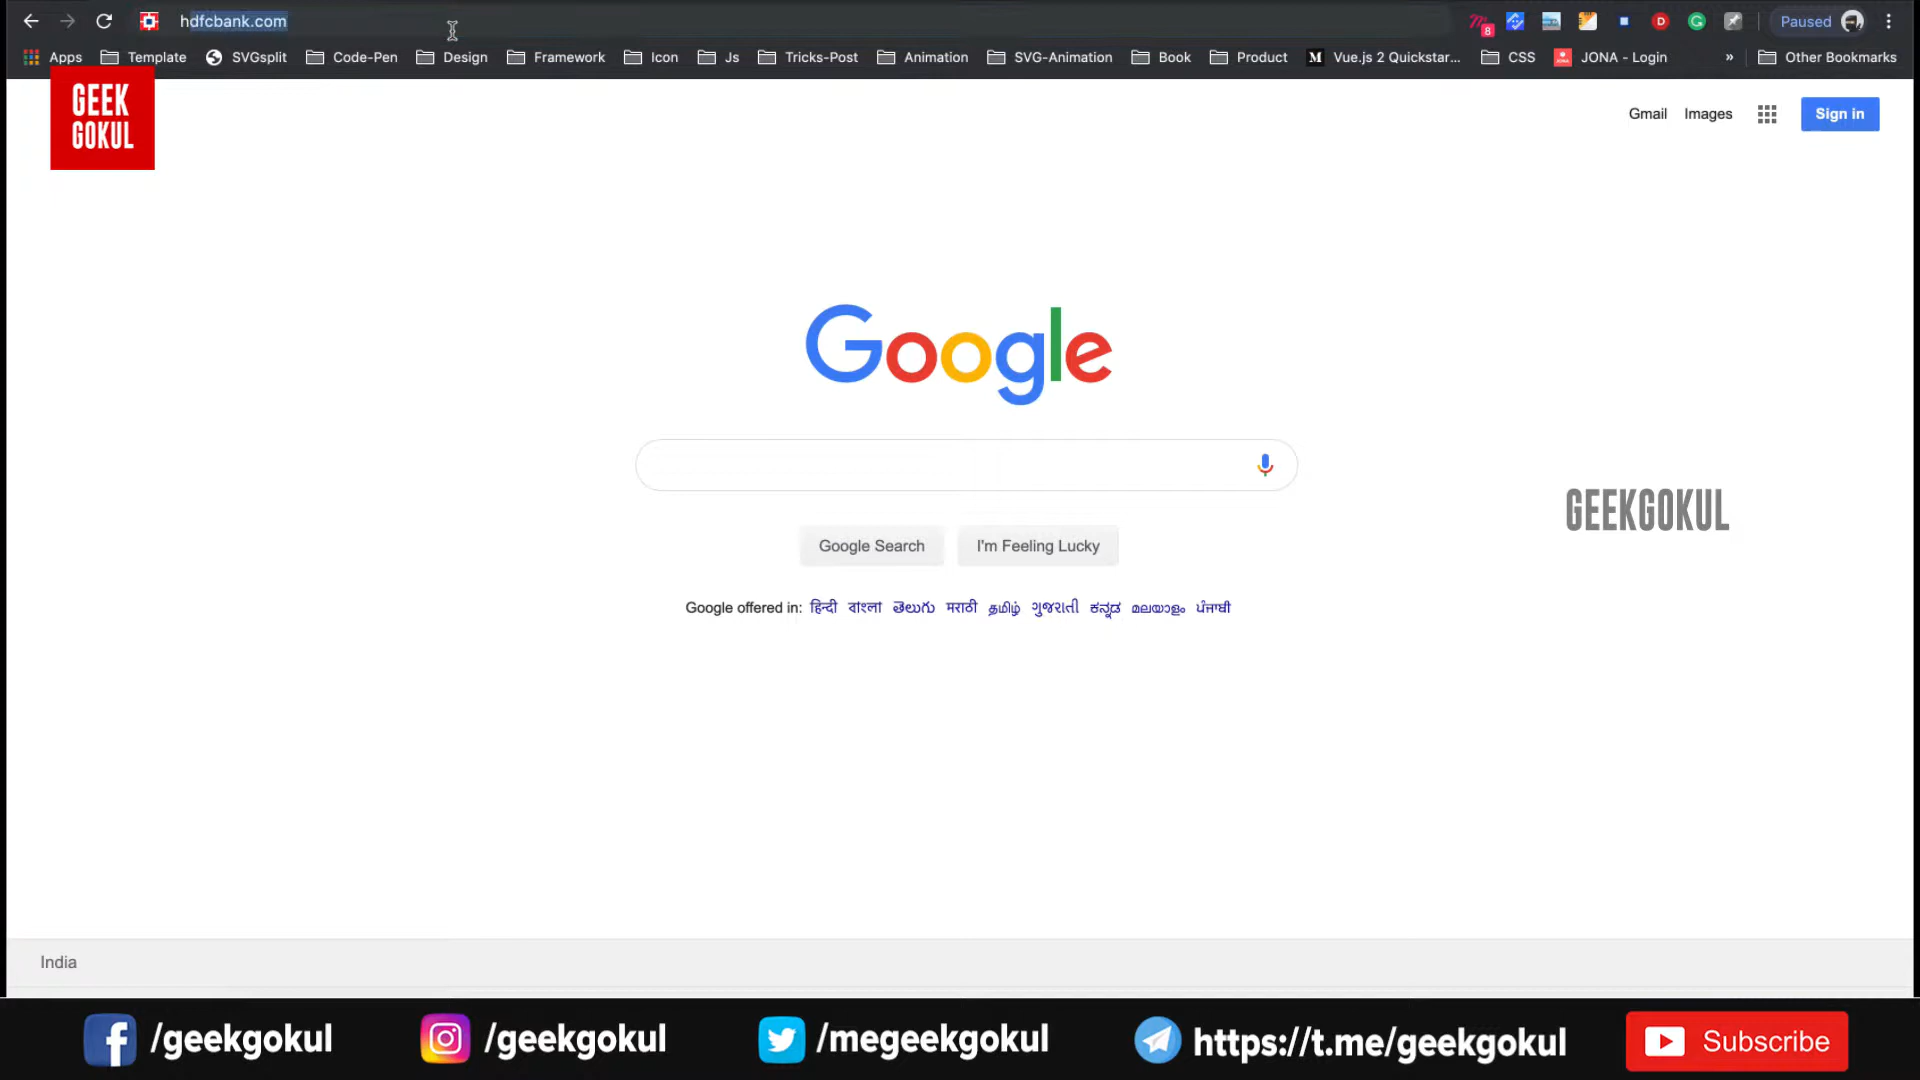 hdfcbank.com
8
D
Paused
Apps Template SVGsplit Code-Pen Design Framework Icon Js Tricks-Post Animation SVG-Animation Book Product M Vue.js 2 Quickstar... CSS JONA - Login » Other Bookmarks
GEEK
GOKUL
Gmail Images Sign in
Google
GEEKGOKUL
Google Search I'm Feeling Lucky
Google offered in: हिन्दी বাংলা తెలుగు मराठी தமிழ் ગુજરાતી ಕನ್ನಡ മലയാളം ਪੰਜਾਬੀ
India
/geekgokul /geekgokul /megeekgokul https://t.me/geekgokul Subscribe